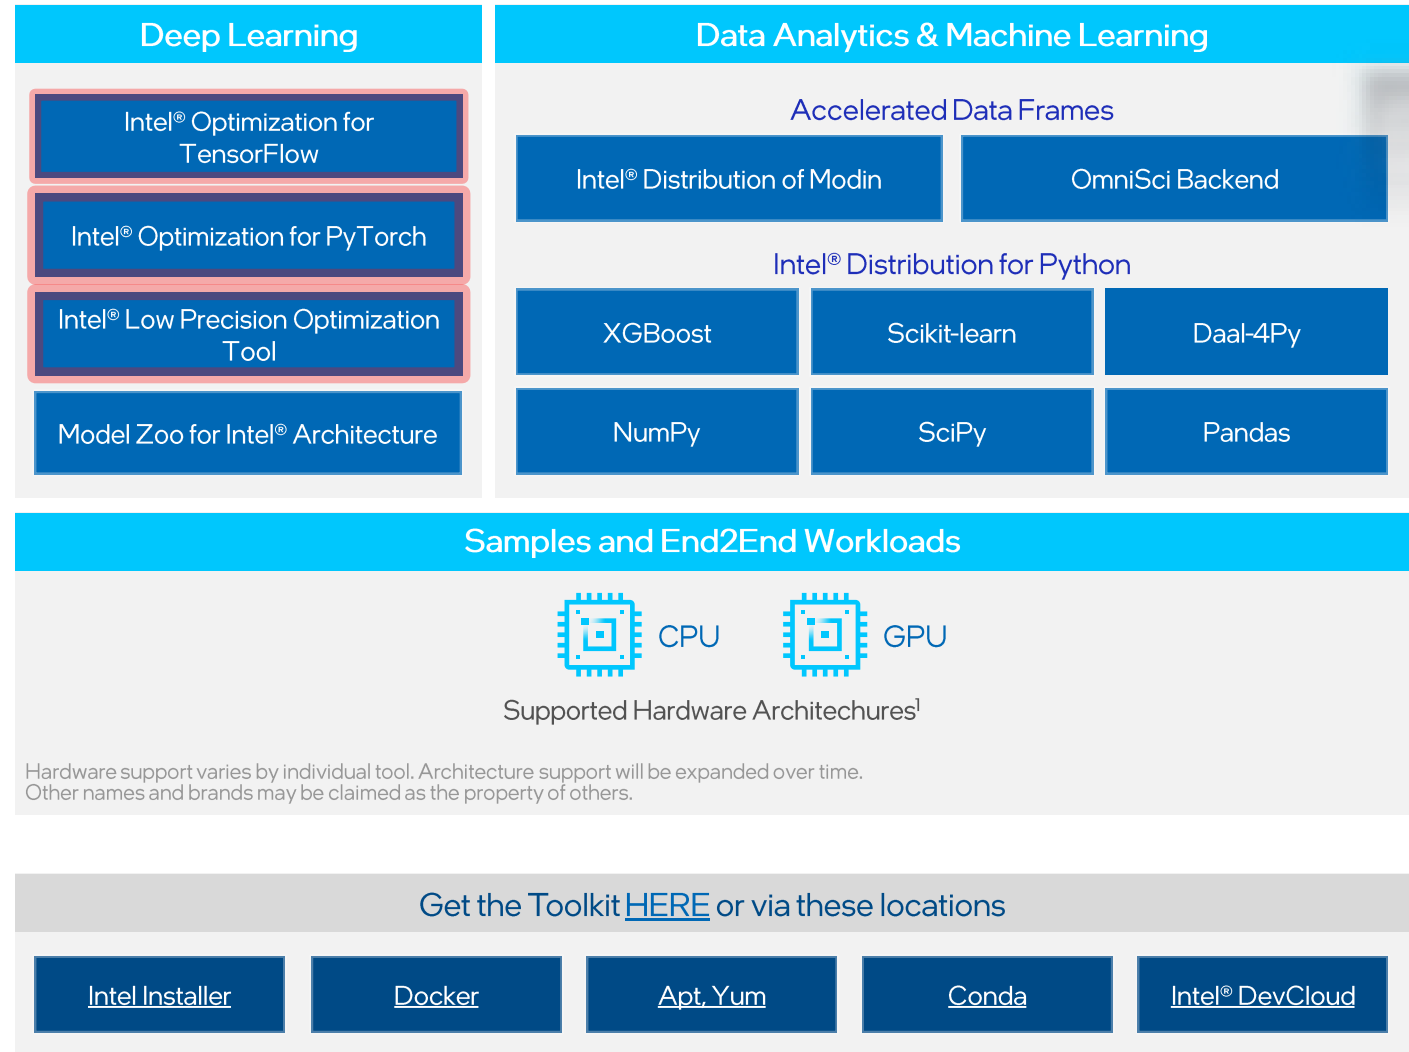 Deep Learning
Intel® Optimization for
TensorFlow
Intel® Optimization for PyTorch
Intel® Low Precision Optimization
Tool
Model Zoo for Intel® Architecture
Data Analytics & Machine Learning
Accelerated Data Frames
Intel® Distribution of Modin
OmniSci Backend
Intel® Distribution for Python
XGBoost
Scikit-learn
Daal-4Py
NumPy
SciPy
Pandas
Samples and End2End Workloads
CPU
GPU
Supported Hardware Architechures¹
Hardware support varies by individual tool. Architecture support will be expanded over time.
Other names and brands may be claimed as the property of others.
Get the Toolkit HERE or via these locations
Intel Installer
Docker
Apt, Yum
Conda
Intel® DevCloud